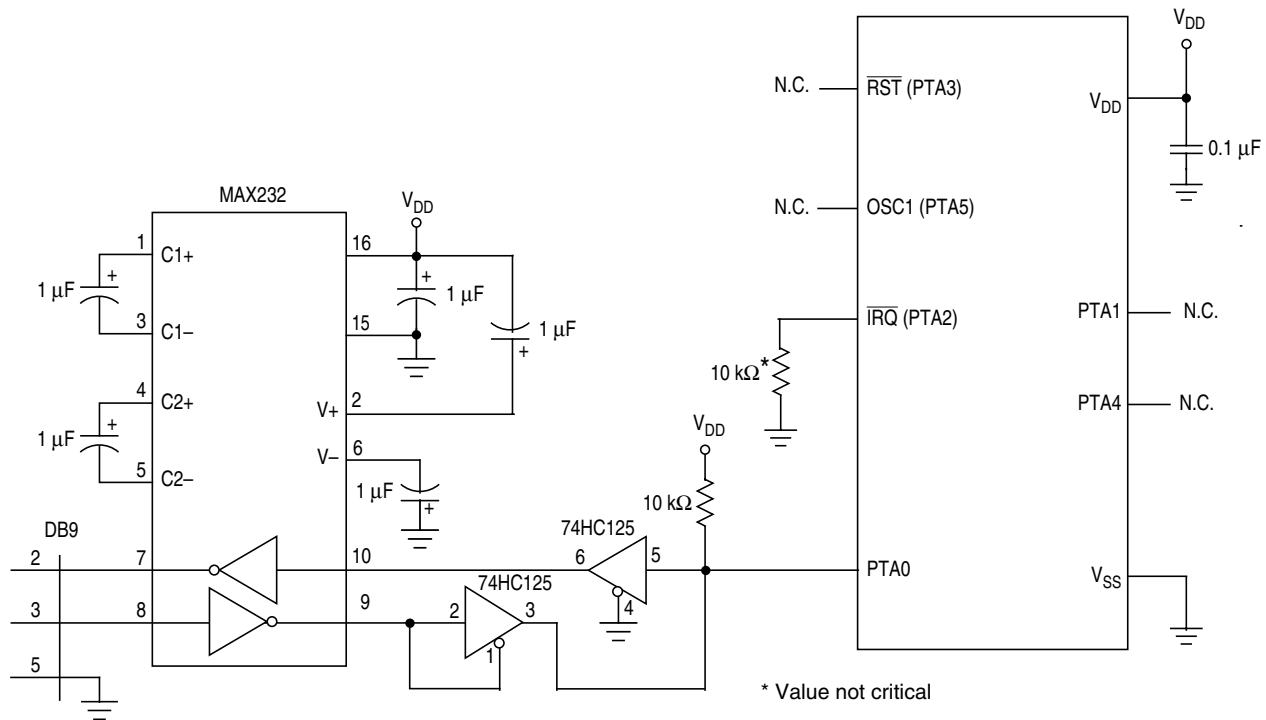 VDD
N.C.
RST (PTA3)
VDD
0.1 µF
MAX232
VDD
N.C.
OSC1 (PTA5)
1
C1+
16
+
1 µF
+
1 µF
1 µF
+
3
C1–
15
IRQ (PTA2)
PTA1
N.C.
10 kΩ*
4
C2+
V+
2
PTA4
N.C.
+
1 µF
VDD
V–
6
5
C2–
1 µF
+
10 kΩ
DB9
74HC125
2
7
10
6
5
PTA0
VSS
4
74HC125
3
8
9
2
3
1
5
* Value not critical